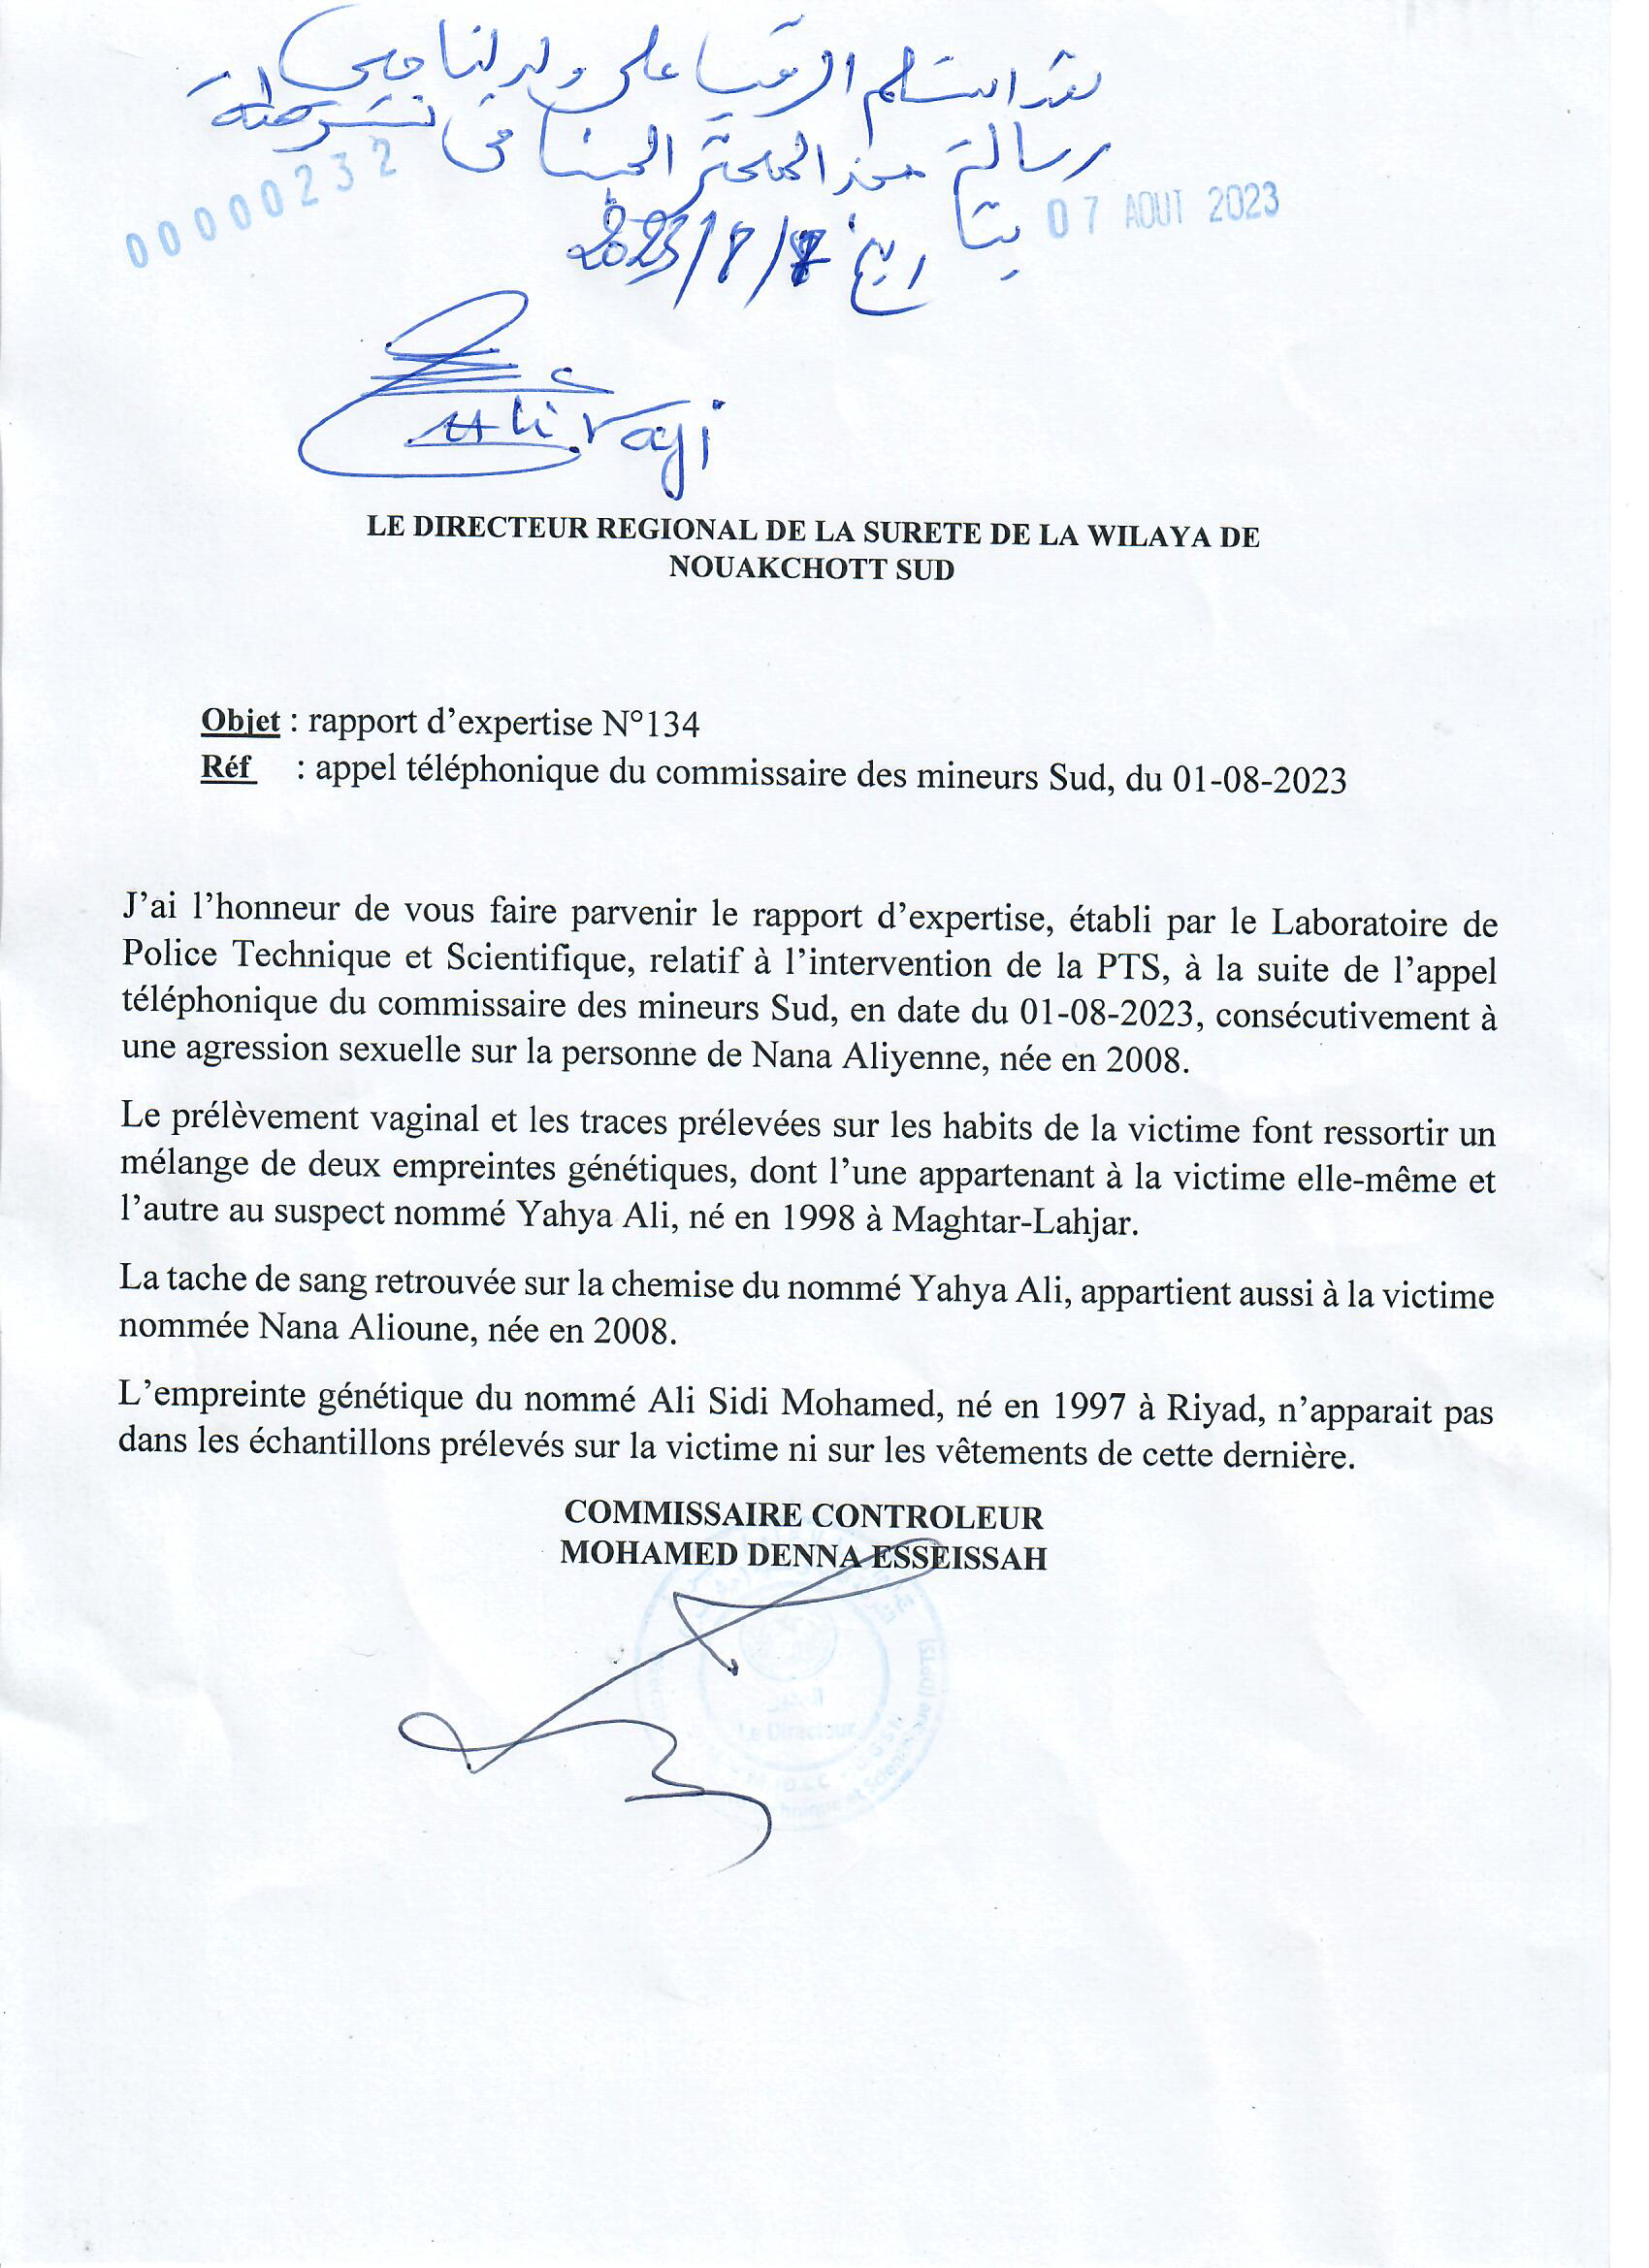 لقد استلم الرقيب على ولد لناجي
رسالة من المختبر الجنائي
00000232
07 AOUT 2023
بتاريخ 7/8/2023
LE DIRECTEUR REGIONAL DE LA SURETE DE LA WILAYA DE
NOUAKCHOTT SUD
Objet : rapport d’expertise N°134
Réf : appel téléphonique du commissaire des mineurs Sud, du 01-08-2023
J’ai l’honneur de vous faire parvenir le rapport d’expertise, établi par le Laboratoire de
Police Technique et Scientifique, relatif à l’intervention de la PTS, à la suite de l’appel
téléphonique du commissaire des mineurs Sud, en date du 01-08-2023, consécutivement à
une agression sexuelle sur la personne de Nana Aliyenne, née en 2008.
Le prélèvement vaginal et les traces prélevées sur les habits de la victime font ressortir un
mélange de deux empreintes génétiques, dont l’une appartenant à la victime elle-même et
l’autre au suspect nommé Yahya Ali, né en 1998 à Maghtar-Lahjar.
La tache de sang retrouvée sur la chemise du nommé Yahya Ali, appartient aussi à la victime
nommée Nana Alioune, née en 2008.
L’empreinte génétique du nommé Ali Sidi Mohamed, né en 1997 à Riyad, n’apparait pas
dans les échantillons prélevés sur la victime ni sur les vêtements de cette dernière.
COMMISSAIRE CONTROLEUR
MOHAMED DENNA ESSEISSAH
Le Directeur